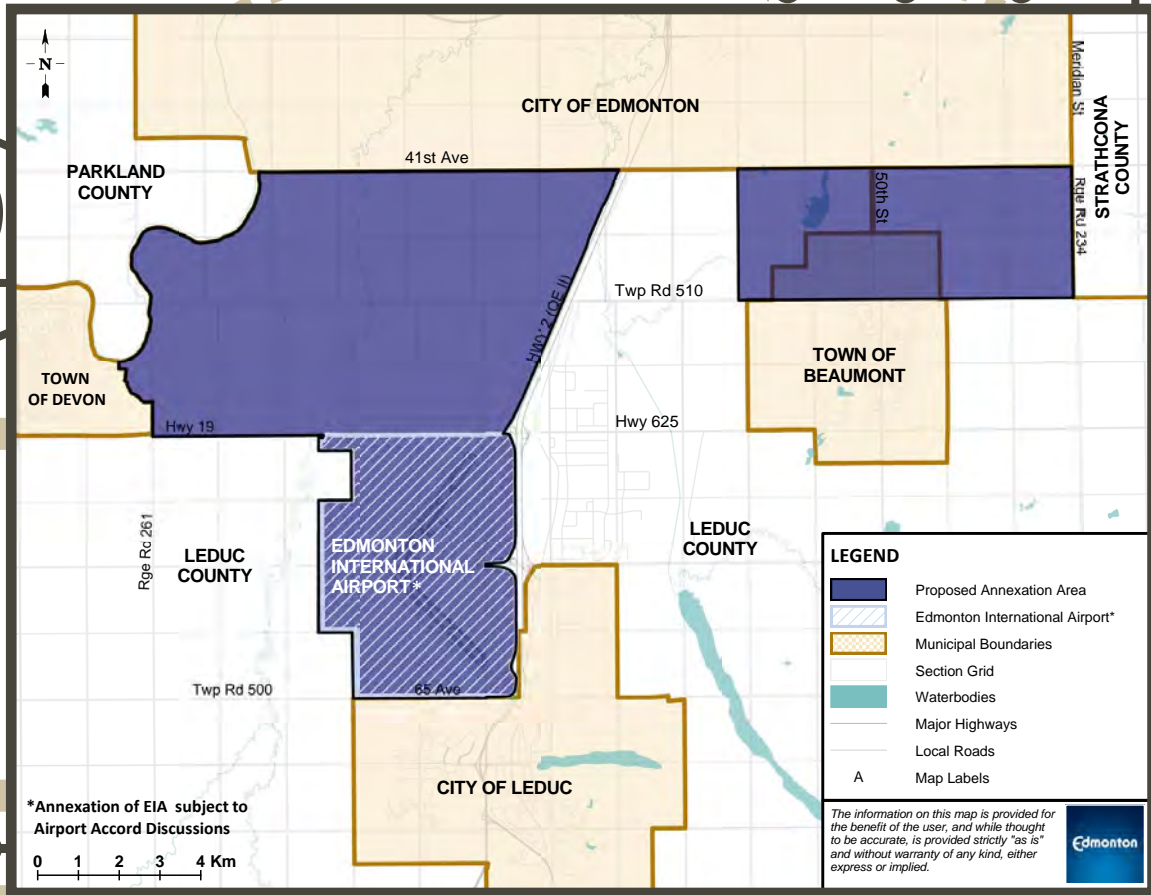 N
CITY OF EDMONTON
Meridian St
STRATHCONA
COUNTY
41st Ave
PARKLAND
COUNTY
50th St
Rge Rd 234
Twp Rd 510
HWY 2 (QE II)
TOWN OF
BEAUMONT
TOWN
OF DEVON
Hwy 19
Hwy 625
Rge Rd 261
LEDUC
COUNTY
EDMONTON
INTERNATIONAL
AIRPORT*
LEDUC
COUNTY
Twp Rd 500
65 Ave
CITY OF LEDUC
*Annexation of EIA subject to
Airport Accord Discussions
0 1 2 3 4 Km
LEGEND
Proposed Annexation Area
Edmonton International Airport*
Municipal Boundaries
Section Grid
Waterbodies
Major Highways
Local Roads
A Map Labels
The information on this map is provided for
the benefit of the user, and while thought
to be accurate, is provided strictly "as is"
and without warranty of any kind, either
express or implied.
Edmonton